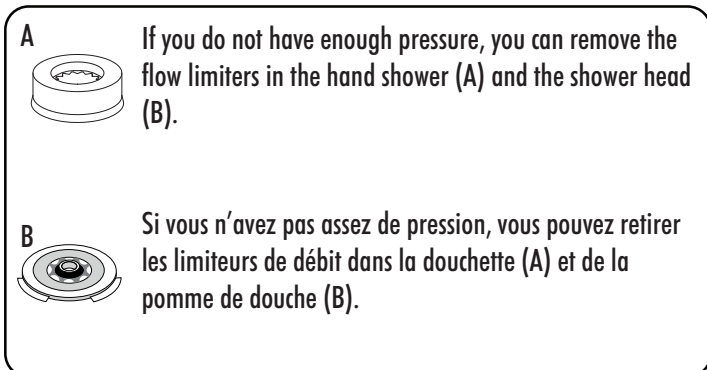 A
If you do not have enough pressure, you can remove the
flow limiters in the hand shower (A) and the shower head
(B).
B
Si vous n’avez pas assez de pression, vous pouvez retirer
les limiteurs de débit dans la douchette (A) et de la
pomme de douche (B).